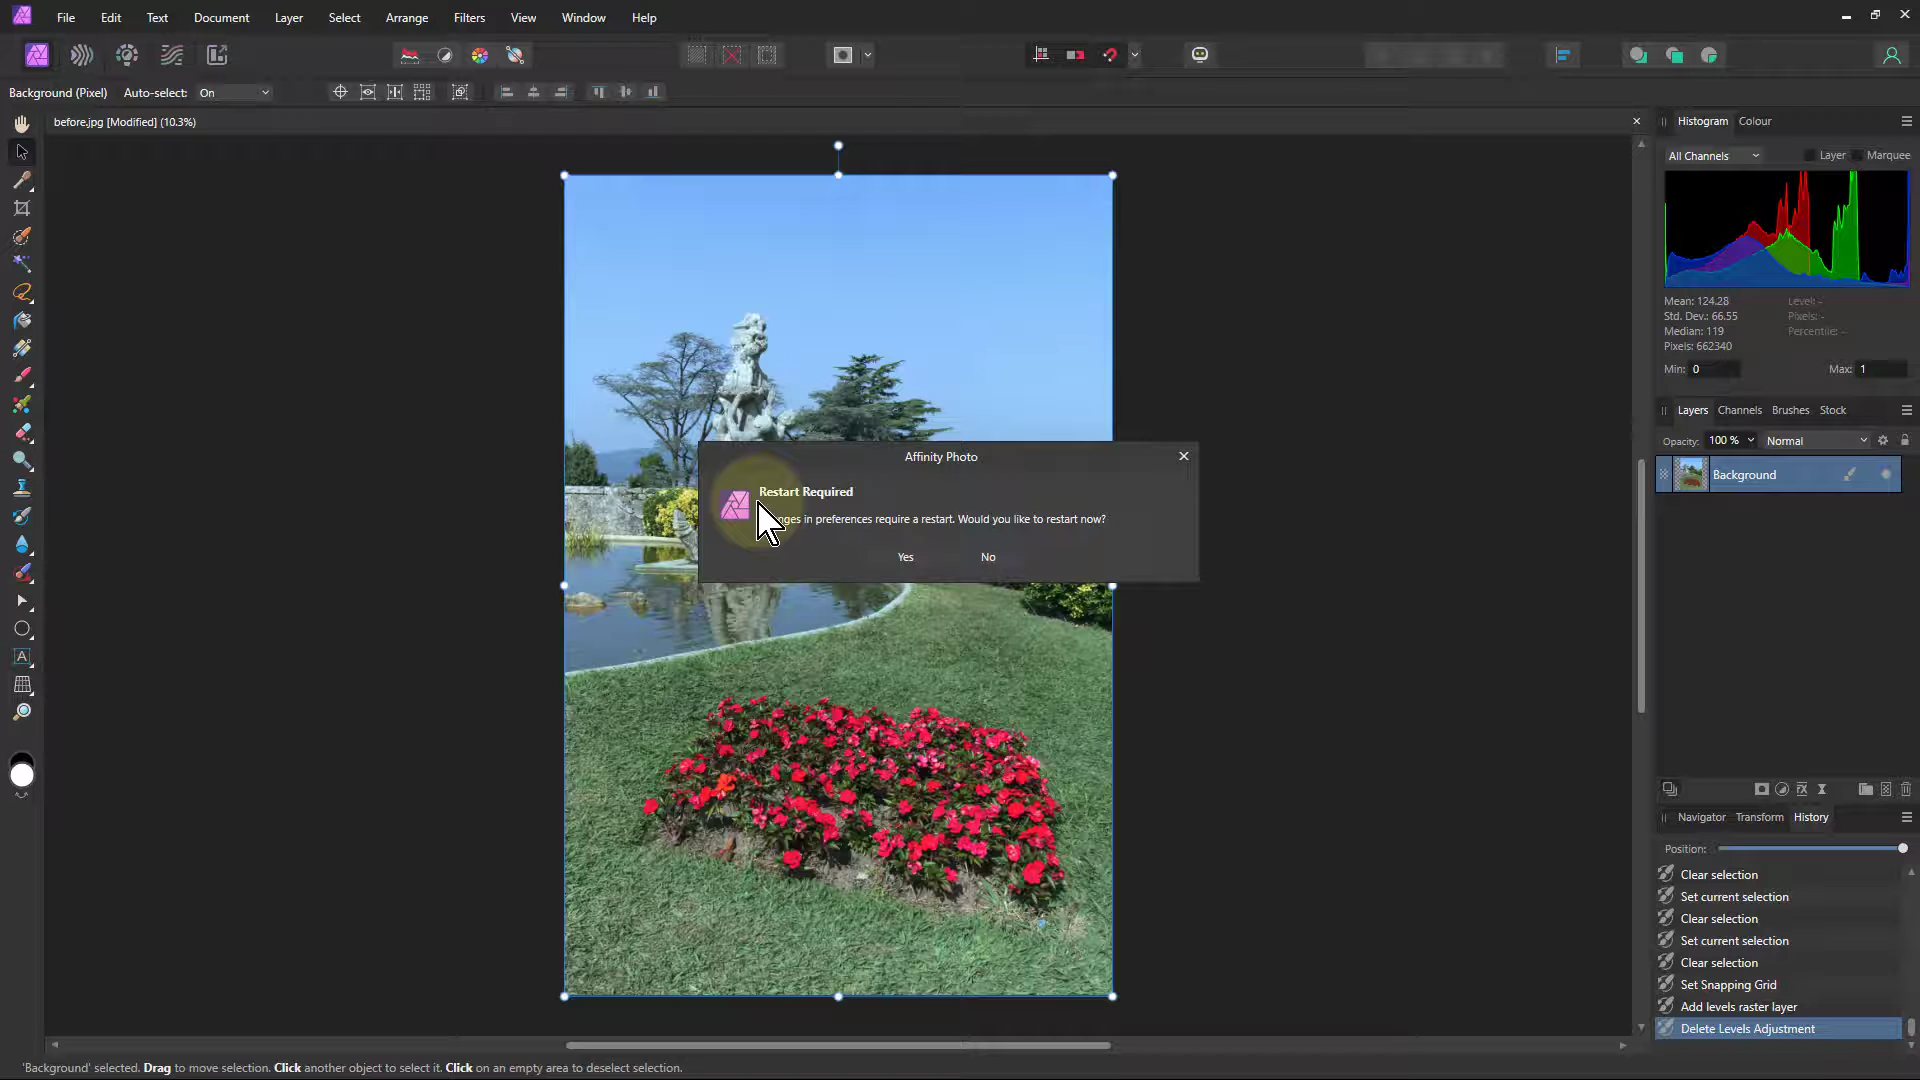 File Edit Text Document Layer Select Arrange Filters View Window Help
Background (Pixel) Auto-select: On
before.jpg [Modified] (10.3%)
Histogram Colour
All Channels Layer Marquee
Mean: 124.28 Level: -
Std. Dev.: 66.55 Pixels: -
Median: 119 Percentile: -
Pixels: 662340
Min: 0 Max: 1
Layers Channels Brushes Stock
Opacity: 100 % Normal
Background
Affinity Photo
Restart Required
in preferences require a restart. Would you like to restart now?
Yes No
Navigator Transform History
Position:
Clear selection
Set current selection
Clear selection
Set current selection
Clear selection
Set Snapping Grid
Add levels raster layer
Delete Levels Adjustment
'Background' selected. Drag to move selection. Click another object to select it. Click on an empty area to deselect selection.